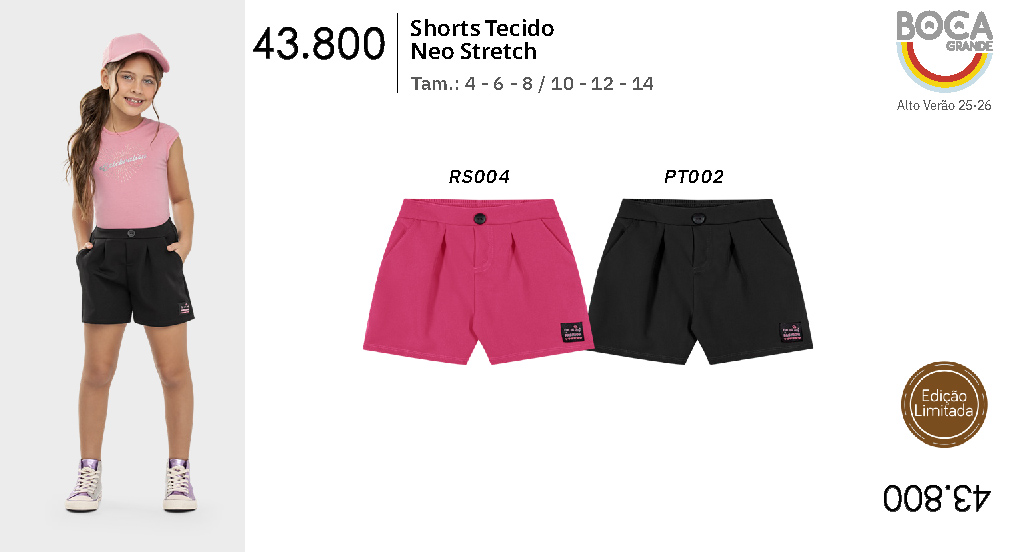 43.800
Shorts Tecido
Neo Stretch
Tam.: 4 - 6 - 8 / 10 - 12 - 14
BOCA
GRANDE
Alto Verão 25-26
RS004
PT002
Edição
Limitada
43.800